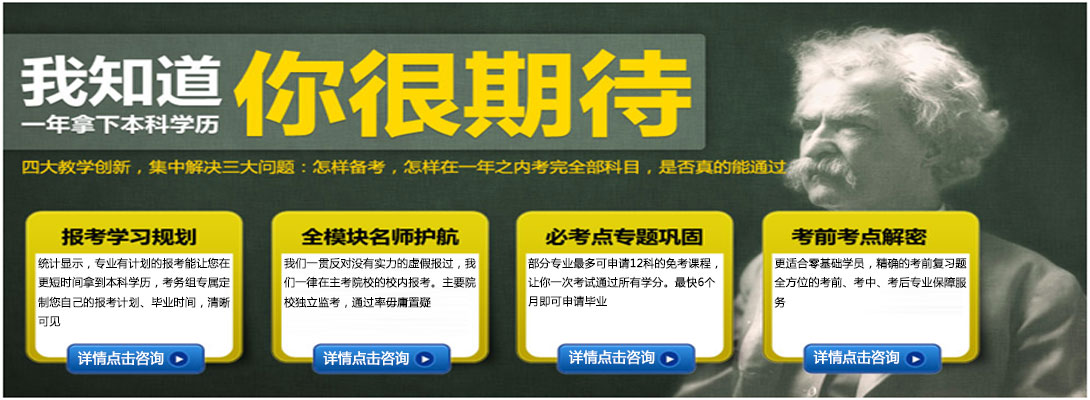 我知道
一年拿下本科学历
你很期待
四大教学创新，集中解决三大问题：怎样备考，怎样在一年之内考完全部科目，是否真的能通过
报考学习规划
统计显示，专业有计划的报考能让您在
更短时间拿到本科学历，考务组专属定
制您自己的报考计划、毕业时间，清晰
可见
详情点击咨询
全模块名师护航
我们一贯反对没有实力的虚假报过，我
们一律在主考院校的校内报考。主要院
校独立监考，通过率毋庸置疑
详情点击咨询
必考点专题巩固
部分专业最多可申请12科的免考课程，
让你一次考试通过所有学分。最快6个
月即可申请毕业
详情点击咨询
考前考点解密
更适合零基础学员，精确的考前复习题
全方位的考前、考中、考后专业保障服
务
详情点击咨询